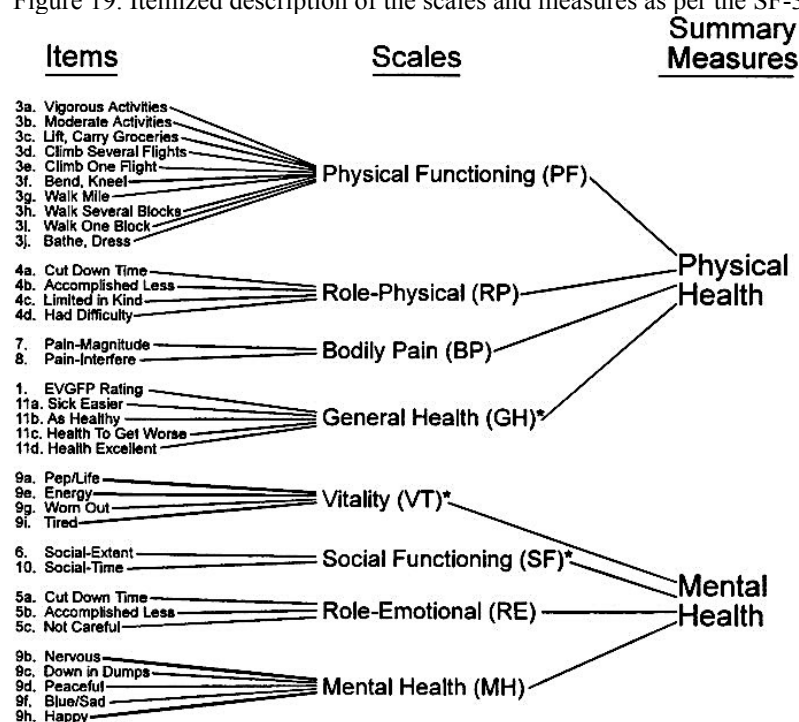 Figure 19. Itemized description of the scales and measures as per the SF-3
Items
Scales
Summary
Measures
3a. Vigorous Activities
3b. Moderate Activities
3c. Lift, Carry Groceries
3d. Climb Several Flights
3e. Climb One Flight
3f. Bend, Kneel
3g. Walk Mile
3h. Walk Several Blocks
3i. Walk One Block
3j. Bathe, Dress
Physical Functioning (PF)
4a. Cut Down Time
4b. Accomplished Less
4c. Limited in Kind
4d. Had Difficulty
Role-Physical (RP)
7. Pain-Magnitude
8. Pain-Interfere
Bodily Pain (BP)
1. EVGFP Rating
11a. Sick Easier
11b. As Healthy
11c. Health To Get Worse
11d. Health Excellent
General Health (GH)*
Physical
Health
9a. Pep/Life
9e. Energy
9g. Worn Out
9i. Tired
Vitality (VT)*
6. Social-Extent
10. Social-Time
Social Functioning (SF)*
5a. Cut Down Time
5b. Accomplished Less
5c. Not Careful
Role-Emotional (RE)
9b. Nervous
9c. Down in Dumps
9d. Peaceful
9f. Blue/Sad
9h. Happy
Mental Health (MH)
Mental
Health